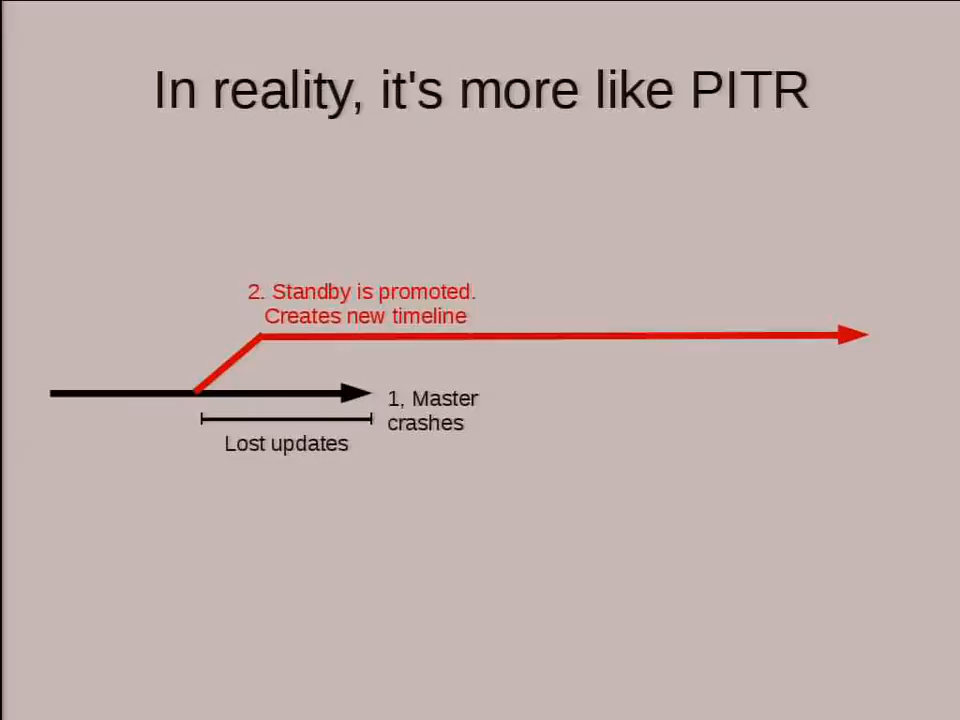 In reality, it's more like PITR
2. Standby is promoted.
Creates new timeline
1, Master
crashes
Lost updates